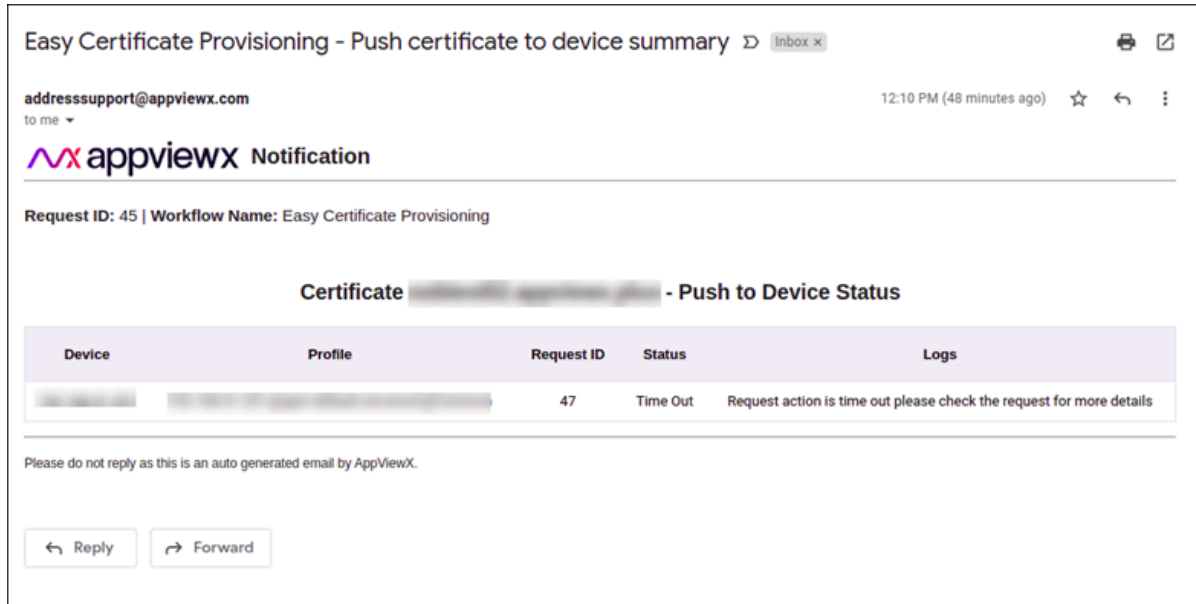 Easy Certificate Provisioning - Push certificate to device summary Inbox ×
addresssupport@appviewx.com 12:10 PM (48 minutes ago)
to me
appviewx Notification
Request ID: 45 | Workflow Name: Easy Certificate Provisioning
Certificate - Push to Device Status
Device Profile Request ID Status Logs
47 Time Out Request action is time out please check the request for more details
Please do not reply as this is an auto generated email by AppViewX.
Reply Forward